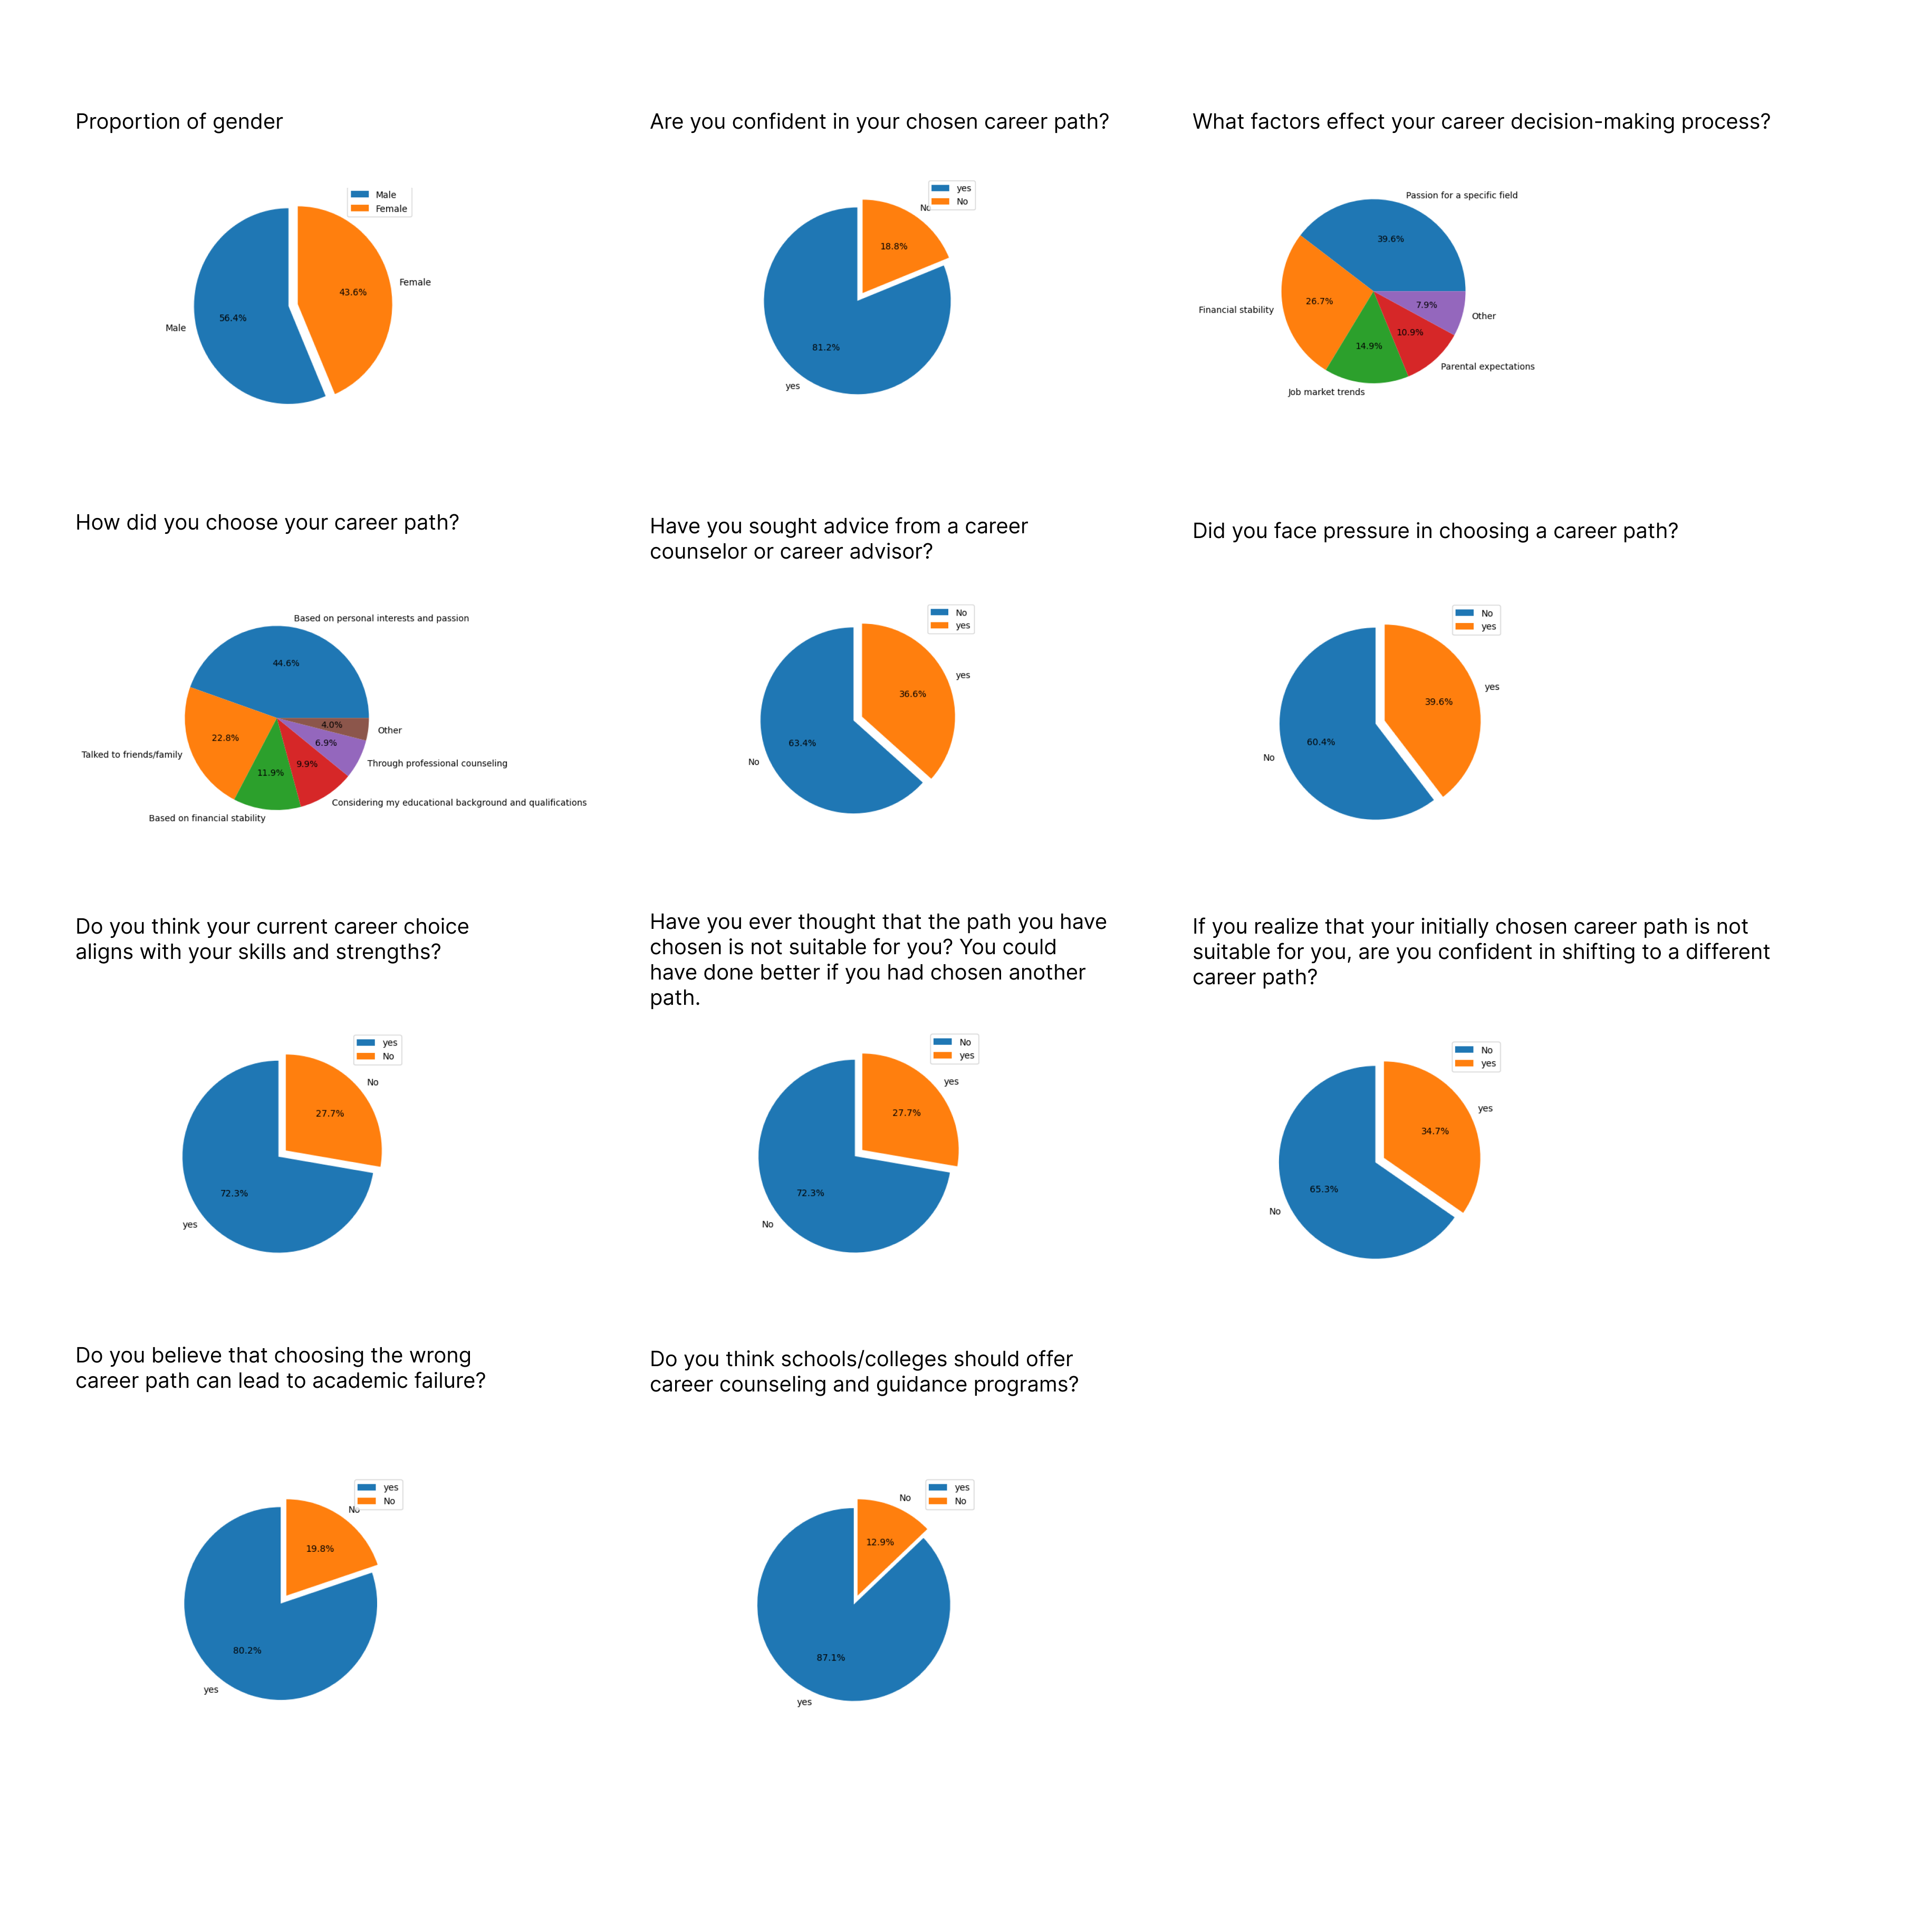 Proportion of gender
Male
Female
Female
43.6%
56.4%
Male
Are you confident in your chosen career path?
yes
No
No
18.8%
81.2%
yes
What factors effect your career decision-making process?
Passion for a specific field
39.6%
Financial stability
26.7%
7.9%
Other
10.9%
14.9%
Parental expectations
Job market trends
How did you choose your career path?
Based on personal interests and passion
44.6%
4.0%
Other
22.8%
6.9%
Talked to friends/family
9.9%
Through professional counseling
11.9%
Considering my educational background and qualifications
Based on financial stability
Have you sought advice from a career
counselor or career advisor?
No
yes
yes
36.6%
63.4%
No
Did you face pressure in choosing a career path?
No
yes
yes
39.6%
60.4%
No
Do you think your current career choice
aligns with your skills and strengths?
yes
No
No
27.7%
72.3%
yes
Have you ever thought that the path you have
chosen is not suitable for you? You could
have done better if you had chosen another
path.
No
yes
yes
27.7%
72.3%
No
If you realize that your initially chosen career path is not
suitable for you, are you confident in shifting to a different
career path?
No
yes
yes
34.7%
65.3%
No
Do you believe that choosing the wrong
career path can lead to academic failure?
yes
No
No
19.8%
80.2%
yes
Do you think schools/colleges should offer
career counseling and guidance programs?
yes
No
No
12.9%
87.1%
yes